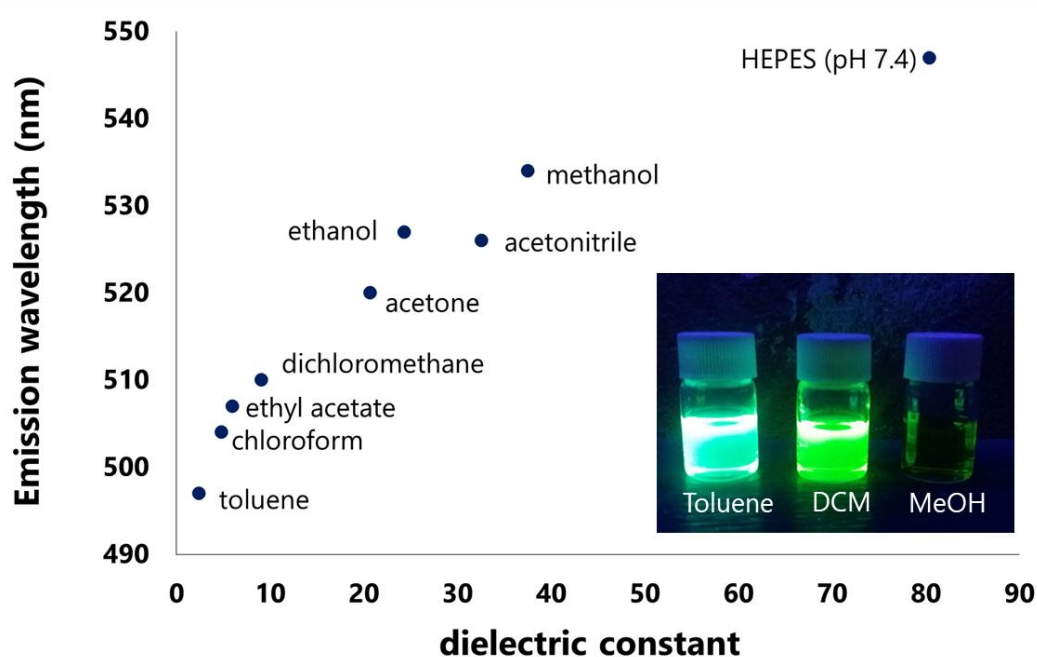 Emission wavelength (nm)
550
540
530
520
510
500
490
HEPES (pH 7.4)
methanol
ethanol
acetonitrile
acetone
dichloromethane
ethyl acetate
chloroform
toluene
Toluene DCM MeOH
0 10 20 30 40 50 60 70 80 90
dielectric constant